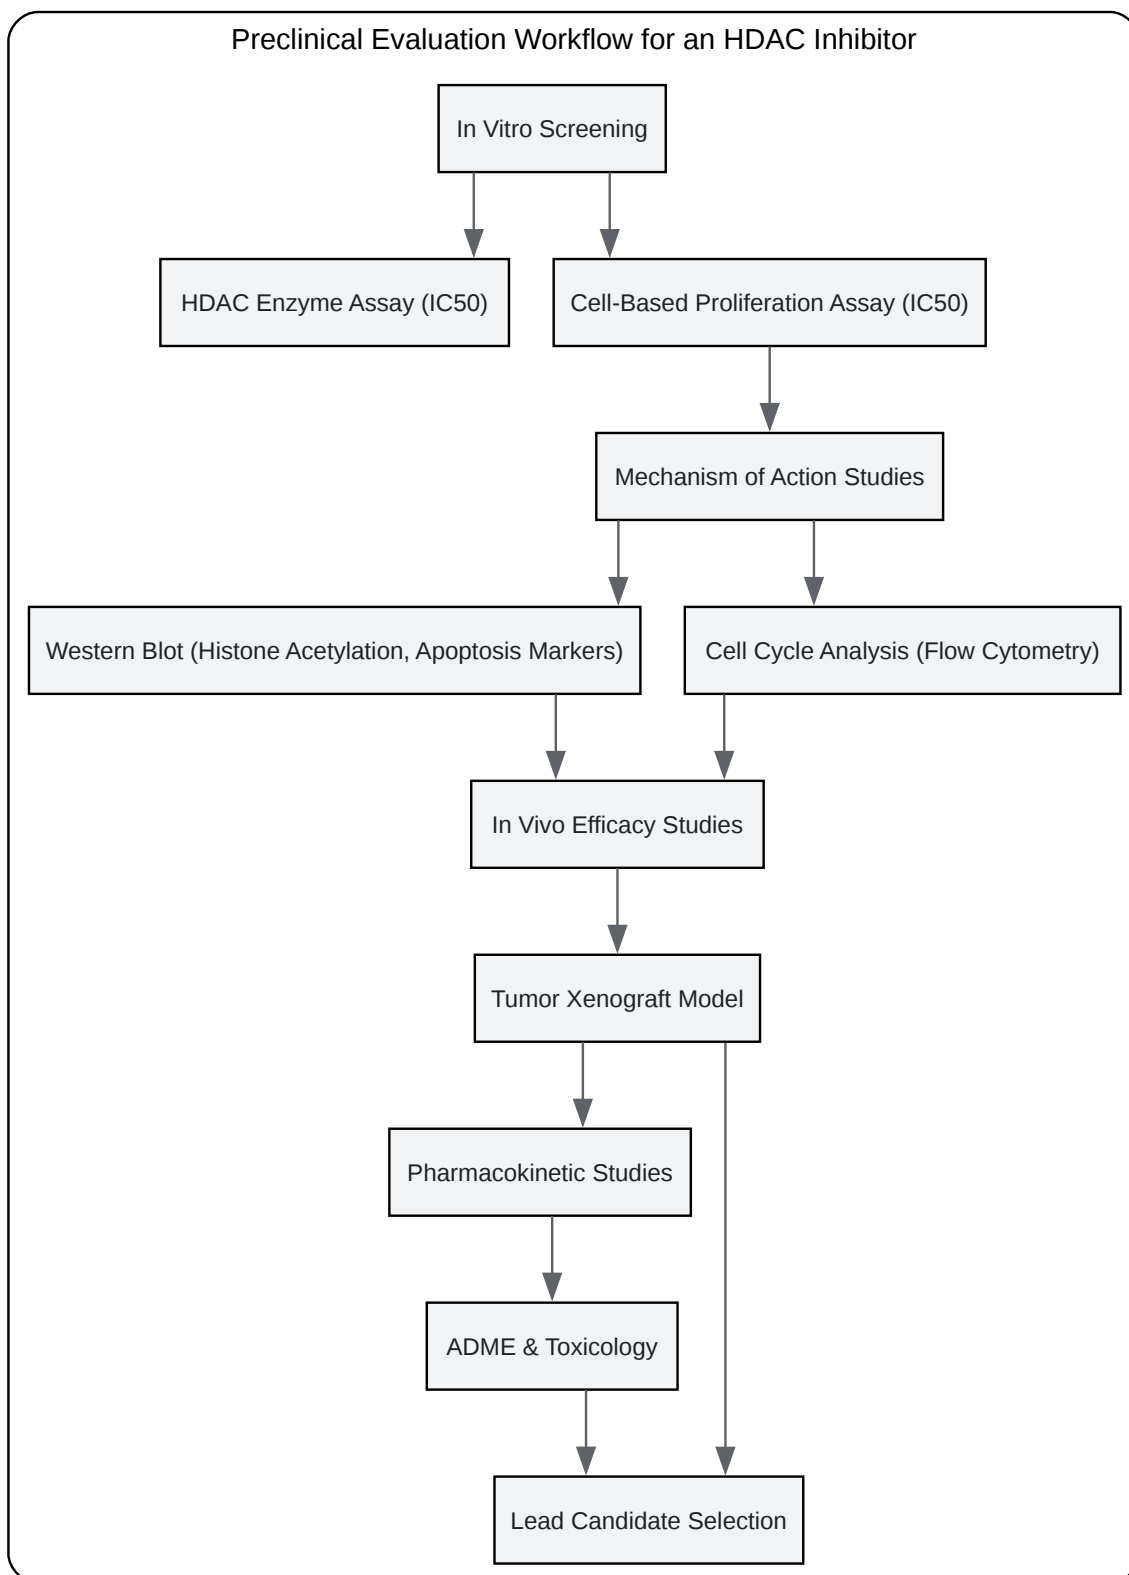 Preclinical Evaluation Workflow for an HDAC Inhibitor
In Vitro Screening
HDAC Enzyme Assay (IC50)
Cell-Based Proliferation Assay (IC50)
Mechanism of Action Studies
Western Blot (Histone Acetylation, Apoptosis Markers)
Cell Cycle Analysis (Flow Cytometry)
In Vivo Efficacy Studies
Tumor Xenograft Model
Pharmacokinetic Studies
ADME & Toxicology
Lead Candidate Selection